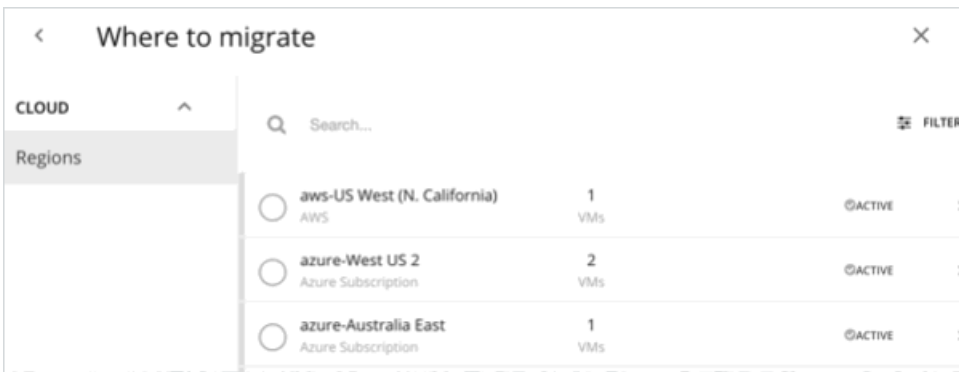 Where to migrate
CLOUD
Regions
Search...
FILTER
aws-US West (N. California) 1 ACTIVE
AWS VMs
azure-West US 2 2 ACTIVE
Azure Subscription VMs
azure-Australia East 1 ACTIVE
Azure Subscription VMs